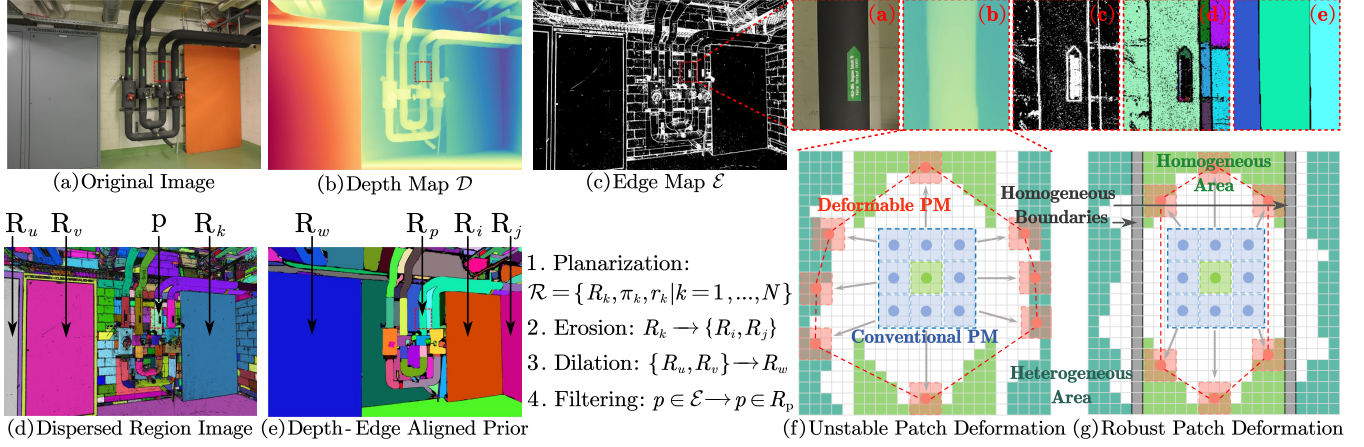 (a) Original Image
(b) Depth Map 𝒟
(c) Edge Map ℰ
(a)
(b)
(c)
(d)
(e)
R_u R_v p R_k
R_w R_p R_i R_j
(d) Dispersed Region Image
(e) Depth-Edge Aligned Prior
1. Planarization:
ℛ = {R_k, π_k, r_k | k = 1, ..., N}
2. Erosion: R_k → {R_i, R_j}
3. Dilation: {R_u, R_v} → R_w
4. Filtering: p ∈ ℰ → p ∈ R_p
Deformable PM
Conventional PM
Homogeneous
Boundaries
Homogeneous
Area
Heterogeneous
Area
(f) Unstable Patch Deformation
(g) Robust Patch Deformation